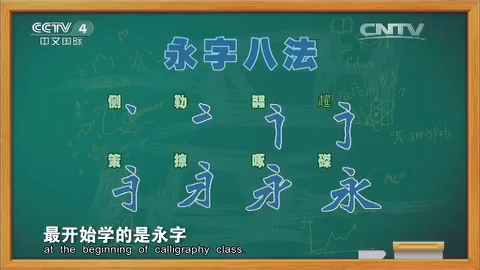 CCTV 4
中文国际
CNTV
永字八法
侧 勒 趯
策 掠 啄 磔
永
最开始学的是永字
at the beginning of calligraphy class.